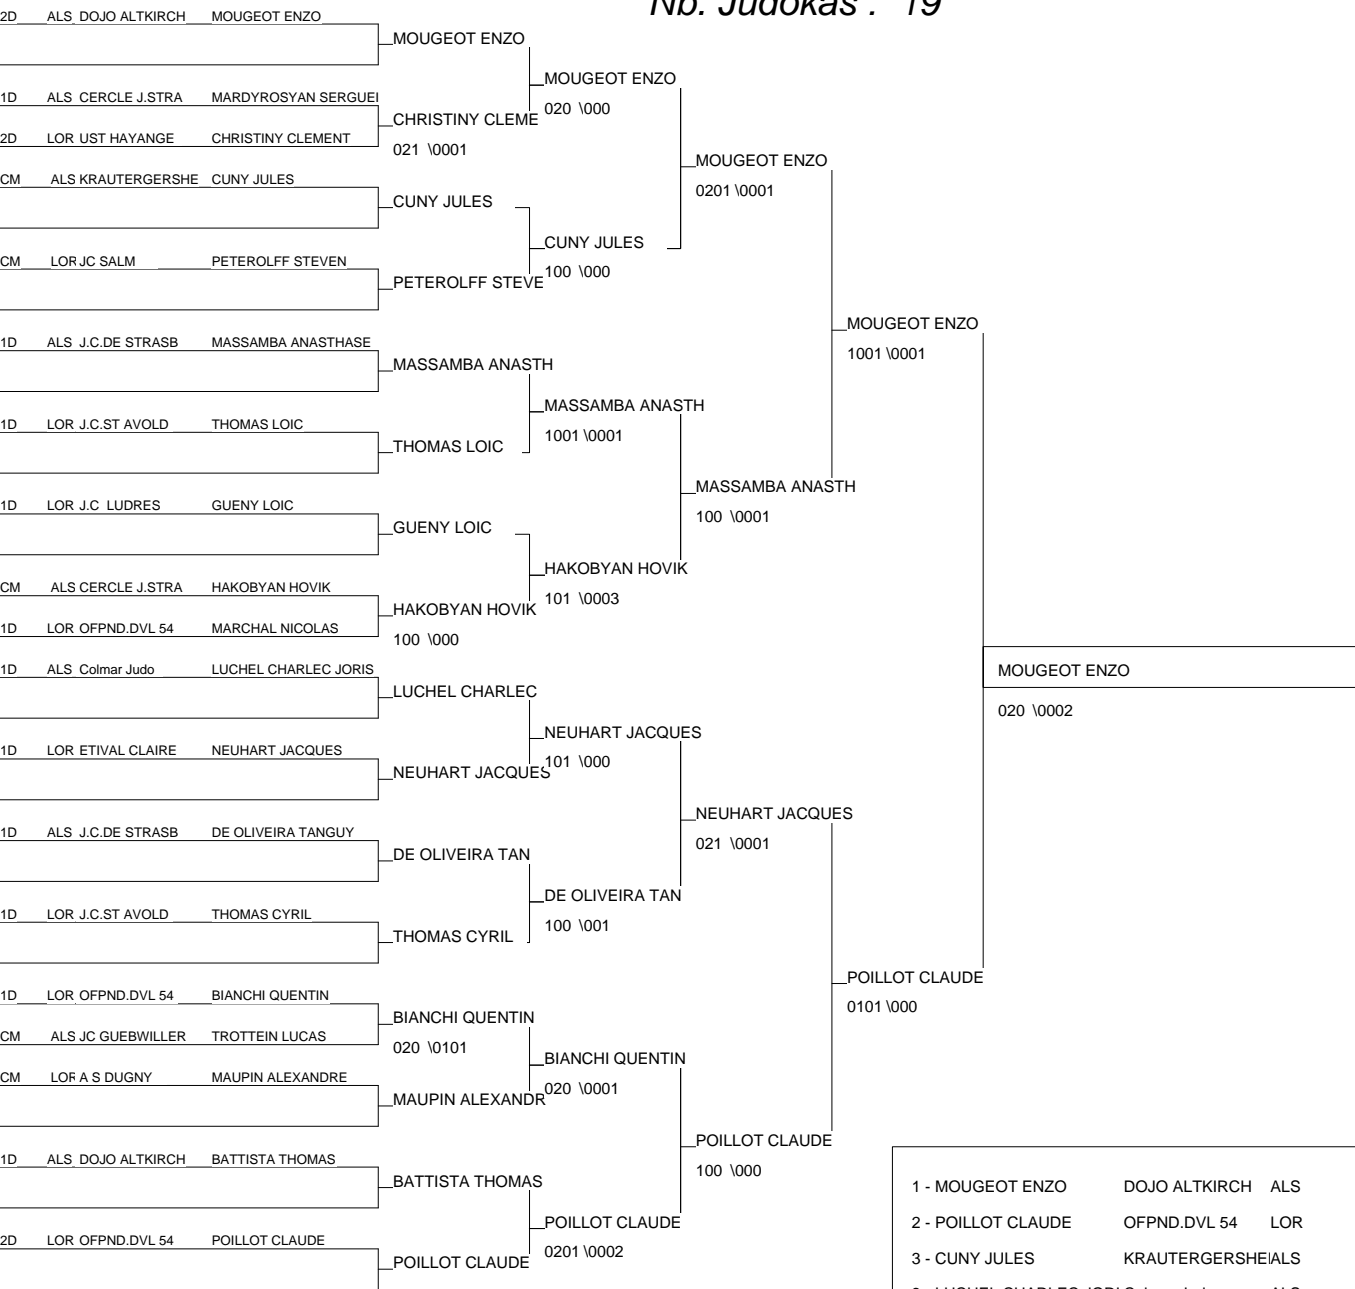 Nb. Judokas : 19
2D ALS DOJO ALTKIRCH MOUGEOT ENZO
MOUGEOT ENZO
MOUGEOT ENZO
1D ALS CERCLE J.STRA MARDYROSYAN SERGUEI
020 \000
CHRISTINY CLEME
2D LOR UST HAYANGE CHRISTINY CLEMENT
021 \0001
MOUGEOT ENZO
CM ALS KRAUTERGERSHE CUNY JULES
0201 \0001
CUNY JULES
CUNY JULES
CM LOR JC SALM PETEROLFF STEVEN
100 \000
PETEROLFF STEVE
MOUGEOT ENZO
1D ALS J.C.DE STRASB MASSAMBA ANASTHASE
1001 \0001
MASSAMBA ANASTH
MASSAMBA ANASTH
1D LOR J.C.ST AVOLD THOMAS LOIC
1001 \0001
THOMAS LOIC
MASSAMBA ANASTH
1D LOR J.C LUDRES GUENY LOIC
100 \0001
GUENY LOIC
HAKOBYAN HOVIK
CM ALS CERCLE J.STRA HAKOBYAN HOVIK
101 \0003
HAKOBYAN HOVIK
1D LOR OFPND.DVL 54 MARCHAL NICOLAS
100 \000
1D ALS Colmar Judo LUCHEL CHARLEC JORIS
MOUGEOT ENZO
LUCHEL CHARLEC
020 \0002
NEUHART JACQUES
1D LOR ETIVAL CLAIRE NEUHART JACQUES
101 \000
NEUHART JACQUES
NEUHART JACQUES
1D ALS J.C.DE STRASB DE OLIVEIRA TANGUY
021 \0001
DE OLIVEIRA TAN
DE OLIVEIRA TAN
1D LOR J.C.ST AVOLD THOMAS CYRIL
100 \001
THOMAS CYRIL
POILLOT CLAUDE
1D LOR OFPND.DVL 54 BIANCHI QUENTIN
0101 \000
BIANCHI QUENTIN
CM ALS JC GUEBWILLER TROTTEIN LUCAS
020 \0101
BIANCHI QUENTIN
CM LOR A S DUGNY MAUPIN ALEXANDRE
020 \0001
MAUPIN ALEXANDR
POILLOT CLAUDE
1D ALS DOJO ALTKIRCH BATTISTA THOMAS
100 \000
BATTISTA THOMAS
1 - MOUGEOT ENZO DOJO ALTKIRCH ALS
POILLOT CLAUDE
2 - POILLOT CLAUDE OFPND.DVL 54 LOR
2D LOR OFPND.DVL 54 POILLOT CLAUDE
0201 \0002
POILLOT CLAUDE
3 - CUNY JULES KRAUTERGERSHE ALS